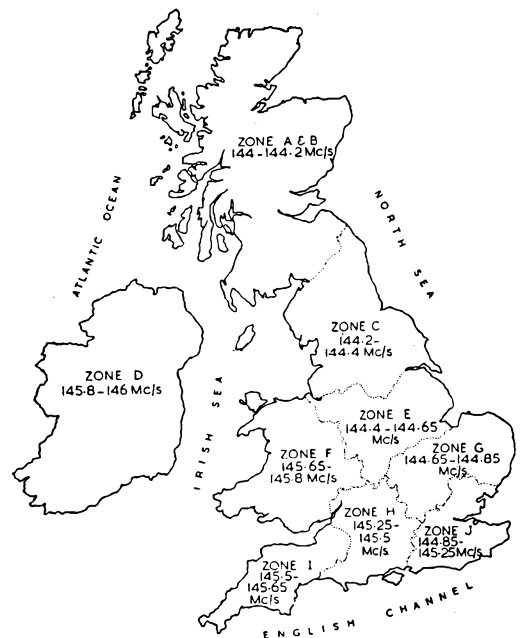 ZONE A & B
144-144·2 Mc/s
ATLANTIC OCEAN
NORTH SEA
ZONE C
144·2-
144·4 Mc/s
ZONE D
145·8-146 Mc/s
IRISH SEA
ZONE E
144·4-144·65
Mc/s
ZONE F
145·65-
145·8 Mc/s
ZONE G
144·65-144·85
Mc/s
ZONE H
145·25-
145·5
Mc/s
ZONE J
144·85-
145·25Mc/s
ZONE I
145·5-
145·65
Mc/s
ENGLISH CHANNEL